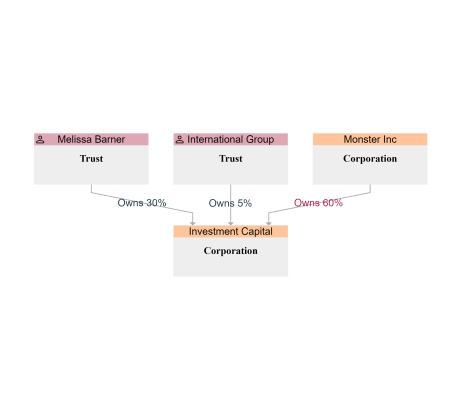 Melissa Barner
Trust
International Group
Trust
Monster Inc
Corporation
Owns 30%
Owns 5%
Owns 60%
Investment Capital
Corporation